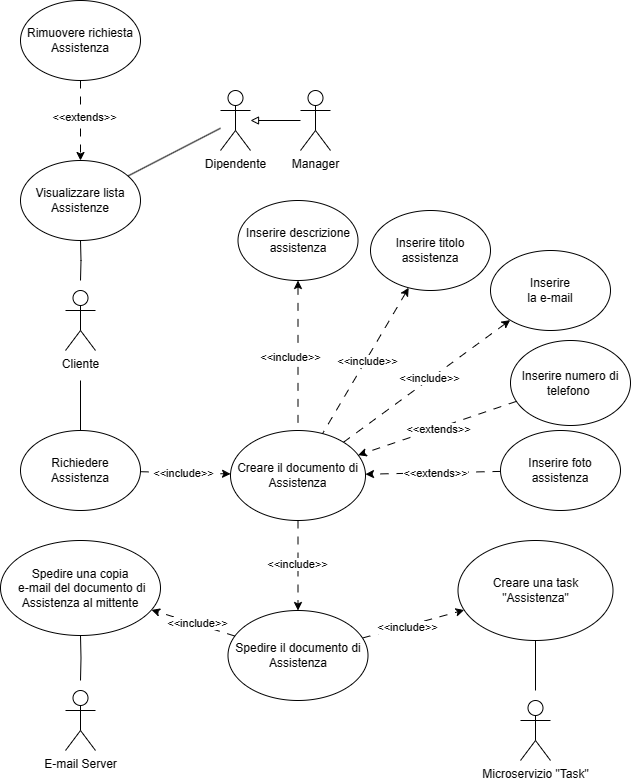 Rimuovere richiesta
Assistenza
<<extends>>
Dipendente
Manager
Visualizzare lista
Assistenze
Inserire descrizione
assistenza
Inserire titolo
assistenza
Inserire
la e-mail
Cliente
<<include>>
<<include>>
<<include>>
Inserire numero di
telefono
<<extends>>
Richiedere
Assistenza
<<include>>
Creare il documento di
Assistenza
<<extends>>
Inserire foto
assistenza
<<include>>
Spedire una copia
e-mail del documento di
Assistenza al mittente
Creare una task
"Assistenza"
<<include>>
Spedire il documento di
Assistenza
<<include>>
E-mail Server
Microservizio "Task"